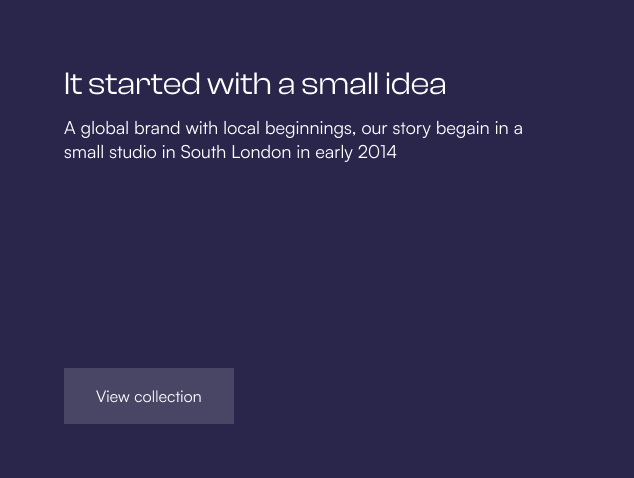 It started with a small idea
A global brand with local beginnings, our story begain in a
small studio in South London in early 2014
View collection